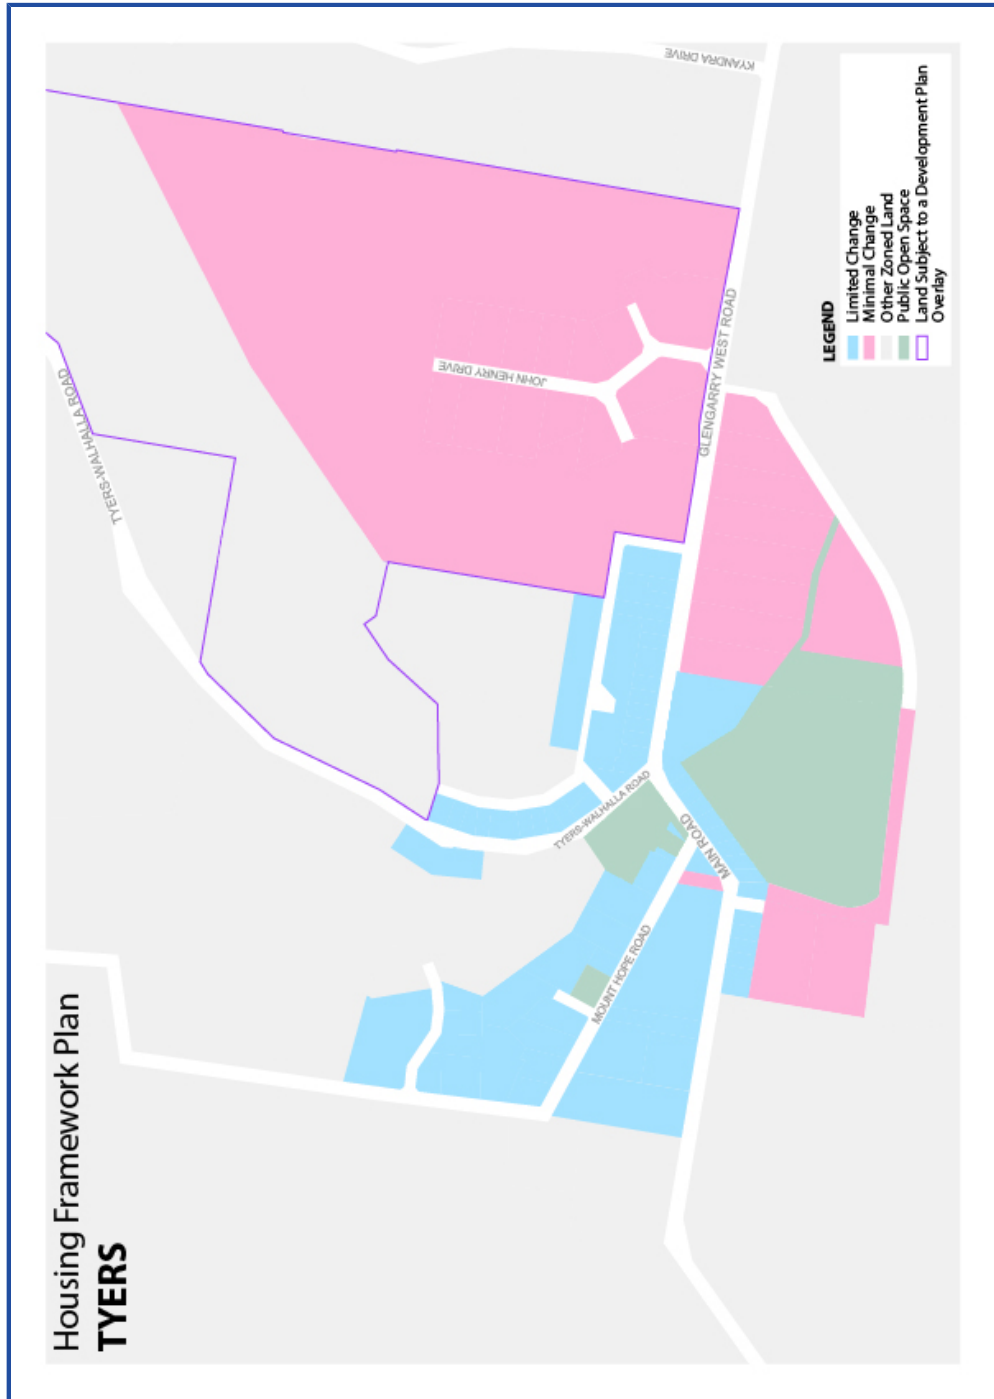 Housing Framework Plan
TYERS
TYERS-WALHALLA ROAD
KYANDRA DRIVE
JOHN HENRY DRIVE
GLENGARRY WEST ROAD
TYERS-WALHALLA ROAD
MAIN ROAD
MOUNT HOPE ROAD
LEGEND
Limited Change
Minimal Change
Other Zoned Land
Public Open Space
Land Subject to a Development Plan
Overlay